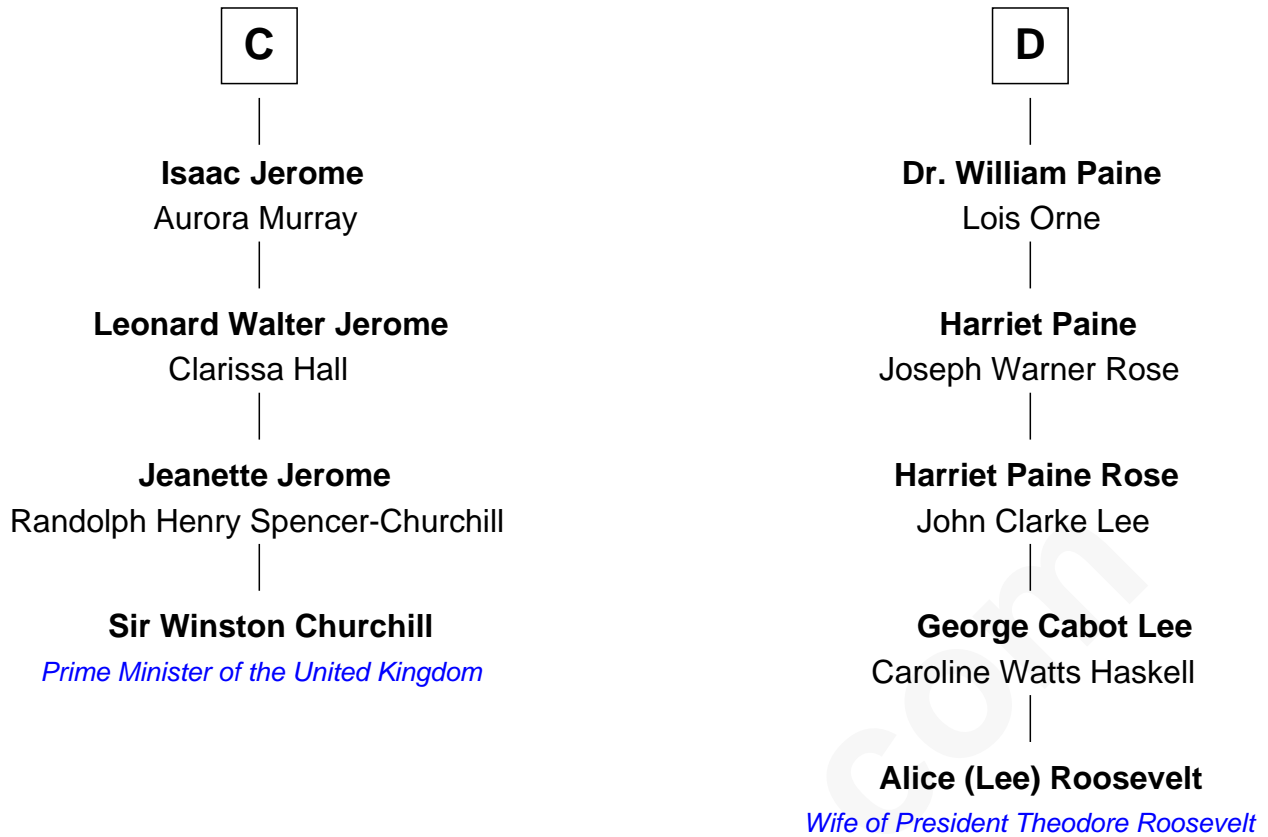 C
Isaac Jerome
Aurora Murray
Leonard Walter Jerome
Clarissa Hall
Jeanette Jerome
Randolph Henry Spencer-Churchill
Sir Winston Churchill
Prime Minister of the United Kingdom
D
Dr. William Paine
Lois Orne
Harriet Paine
Joseph Warner Rose
Harriet Paine Rose
John Clarke Lee
George Cabot Lee
Caroline Watts Haskell
Alice (Lee) Roosevelt
Wife of President Theodore Roosevelt
com